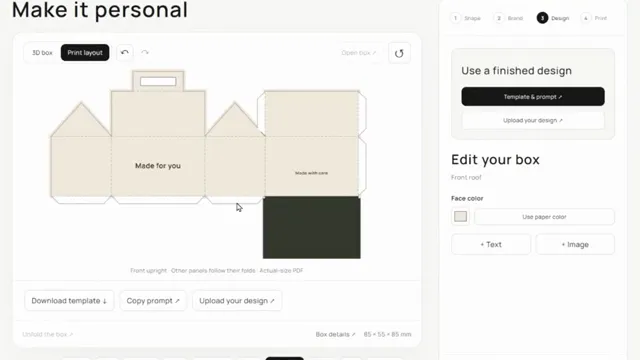 Make it personal
1 Shape 2 Brand 3 Design 4 Print
3D box Print layout Open box ↗
Use a finished design
Template & prompt ↗
Upload your design ↗
Made for you
Made with care
Edit your box
Front roof
Face color
Use paper color
+ Text + Image
Front upright · Other panels follow their folds · Actual-size PDF
Download template ↓ Copy prompt ↗ Upload your design ↗
Unfold the box ↗ Box details ↗ 85 × 55 × 85 mm